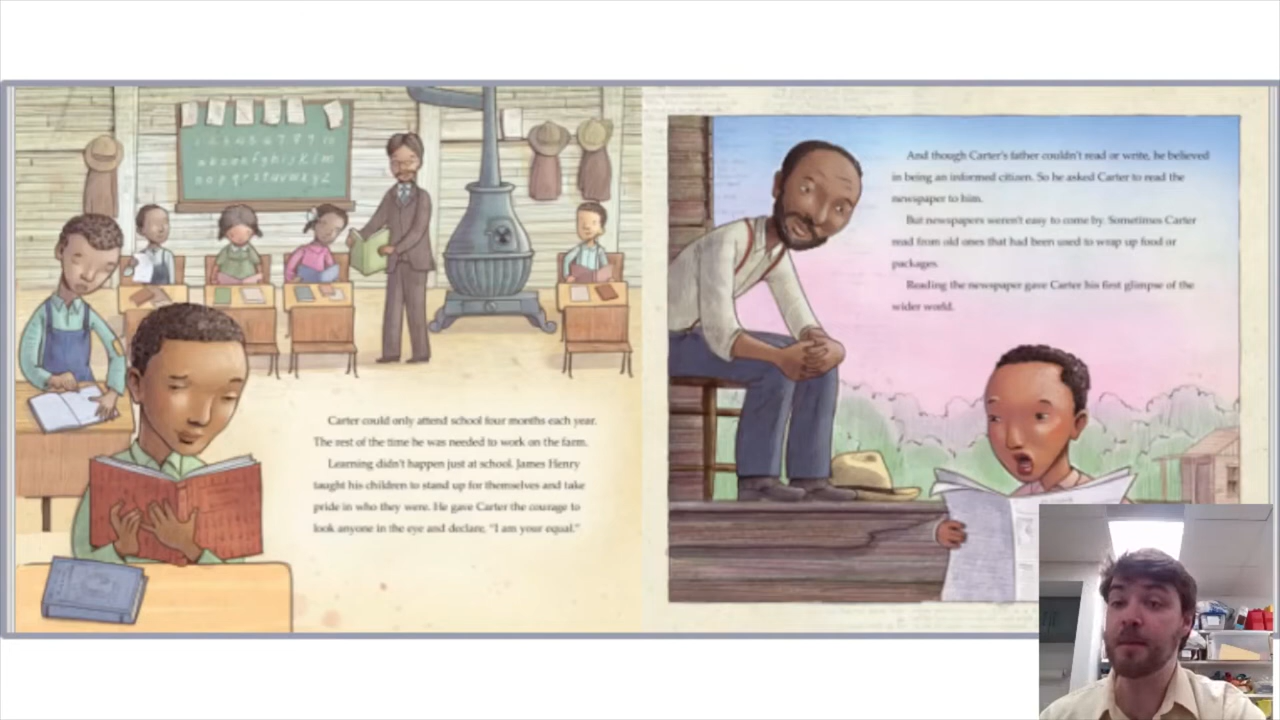 Carter could only attend school four months each year.
The rest of the time he was needed to work on the farm.
Learning didn't happen just at school. James Henry
taught his children to stand up for themselves and take
pride in who they were. He gave Carter the courage to
look anyone in the eye and declare, "I am your equal."
And though Carter's father couldn't read or write, he believed
in being an informed citizen. So he asked Carter to read the
newspaper to him.
But newspapers weren't easy to come by. Sometimes Carter
read from old ones that had been used to wrap up food or
packages.
Reading the newspaper gave Carter his first glimpse of the
wider world.